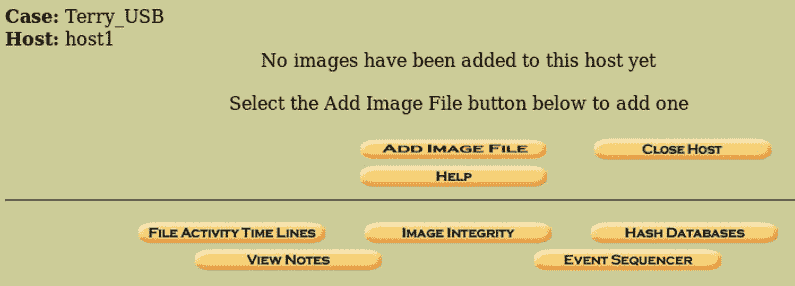 Case: Terry_USB
Host: host1
No images have been added to this host yet
Select the Add Image File button below to add one
ADD IMAGE FILE CLOSE HOST
HELP
FILE ACTIVITY TIME LINES IMAGE INTEGRITY HASH DATABASES
VIEW NOTES EVENT SEQUENCER